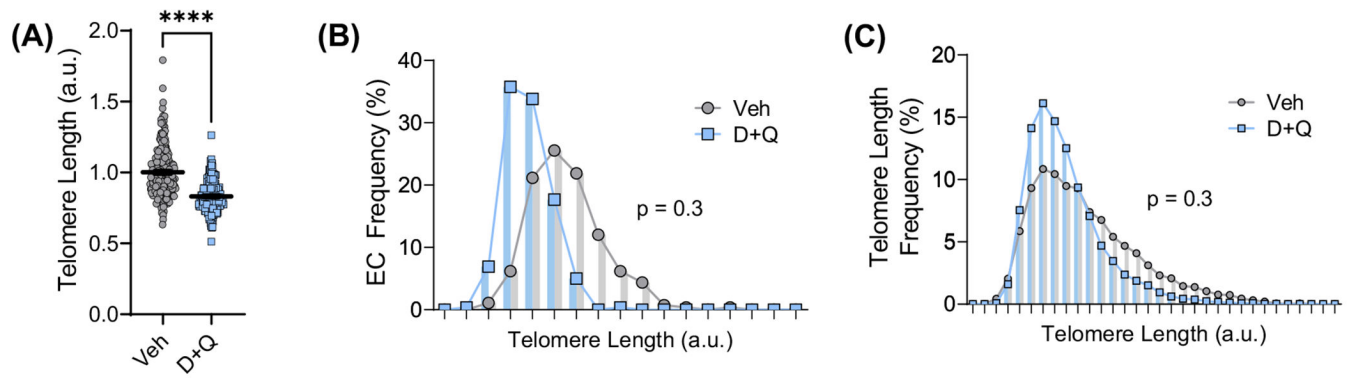 (A)
Telomere Length (a.u.)
2.0
1.5
1.0
0.5
0.0
****
Veh
D+Q
(B)
EC Frequency (%)
40
30
20
10
0
Veh
D+Q
p = 0.3
Telomere Length (a.u.)
(C)
Telomere Length
Frequency (%)
20
15
10
5
0
Veh
D+Q
p = 0.3
Telomere Length (a.u.)